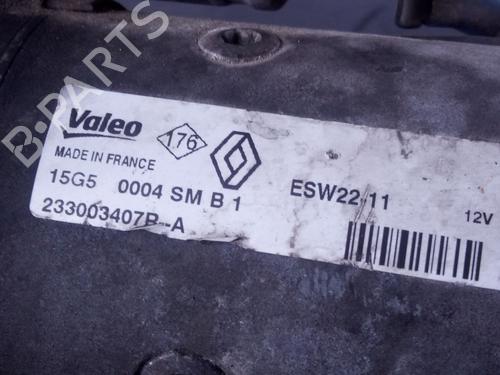 B-PARTS
Valeo
176
MADE IN FRANCE
15G5 0004 SM B 1
ESW22-11
12V
233003407R--A